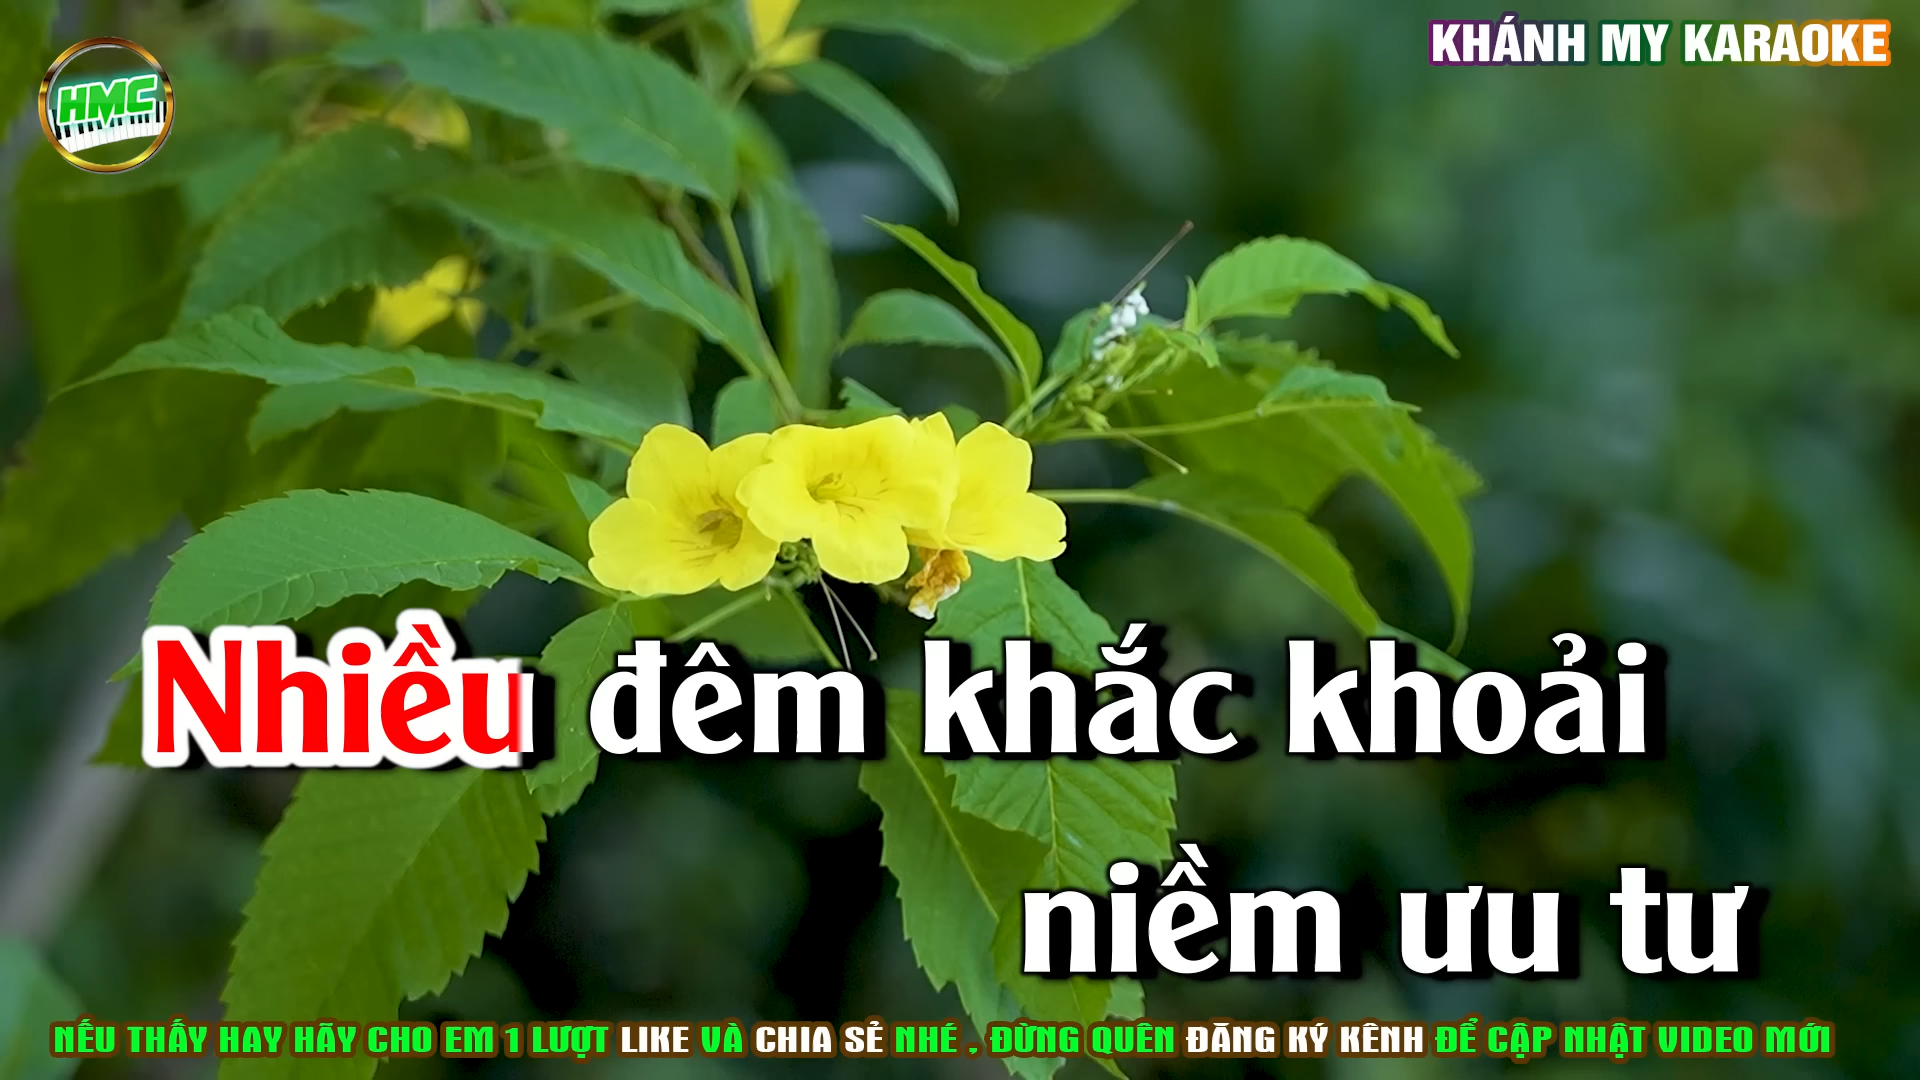 KHÁNH MY KARAOKE
HMC
Nhiều đêm khắc khoải
niềm ưu tư
NẾU THẤY HAY HÃY CHO EM 1 LƯỢT LIKE VÀ CHIA SẺ NHÉ , ĐỪNG QUÊN ĐĂNG KÝ KÊNH ĐỂ CẬP NHẬT VIDEO MỚI